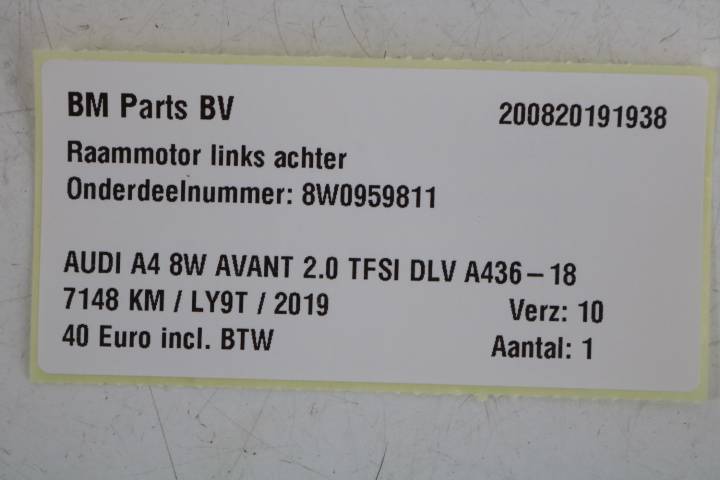 BM Parts BV 200820191938
Raammotor links achter
Onderdeelnummer: 8W0959811
AUDI A4 8W AVANT 2.0 TFSI DLV A436-18
7148 KM / LY9T / 2019 Verz: 10
40 Euro incl. BTW Aantal: 1